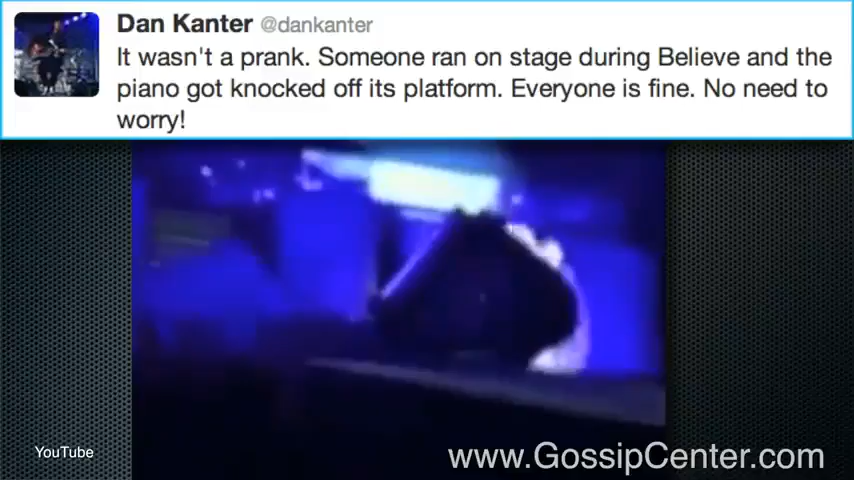 Dan Kanter @dankanter
It wasn't a prank. Someone ran on stage during Believe and the
piano got knocked off its platform. Everyone is fine. No need to
worry!
YouTube
www.GossipCenter.com